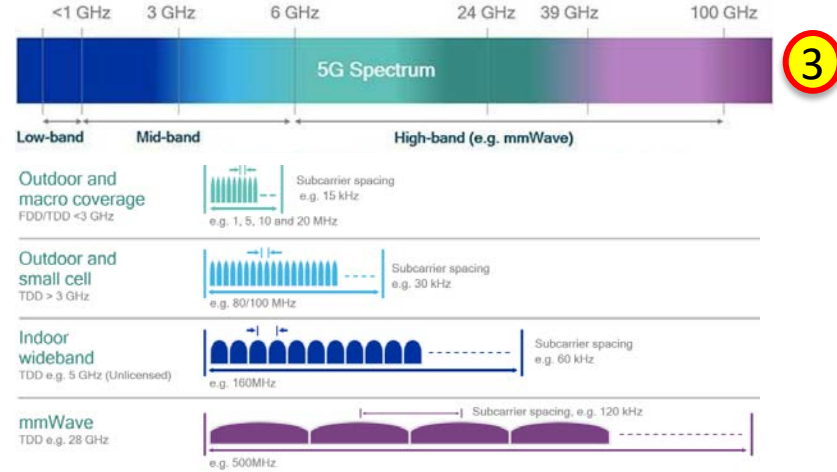 <1 GHz 3 GHz 6 GHz 24 GHz 39 GHz 100 GHz
5G Spectrum
3
Low-band Mid-band High-band (e.g. mmWave)
Outdoor and
macro coverage
FDD/TDD <3 GHz
Subcarrier spacing
e.g. 15 kHz
e.g. 1, 5, 10 and 20 MHz
Outdoor and
small cell
TDD > 3 GHz
Subcarrier spacing
e.g. 30 kHz
e.g. 80/100 MHz
Indoor
wideband
TDD e.g. 5 GHz (Unlicensed)
Subcarrier spacing
e.g. 60 kHz
e.g. 160MHz
mmWave
TDD e.g. 28 GHz
Subcarrier spacing, e.g. 120 kHz
e.g. 500MHz